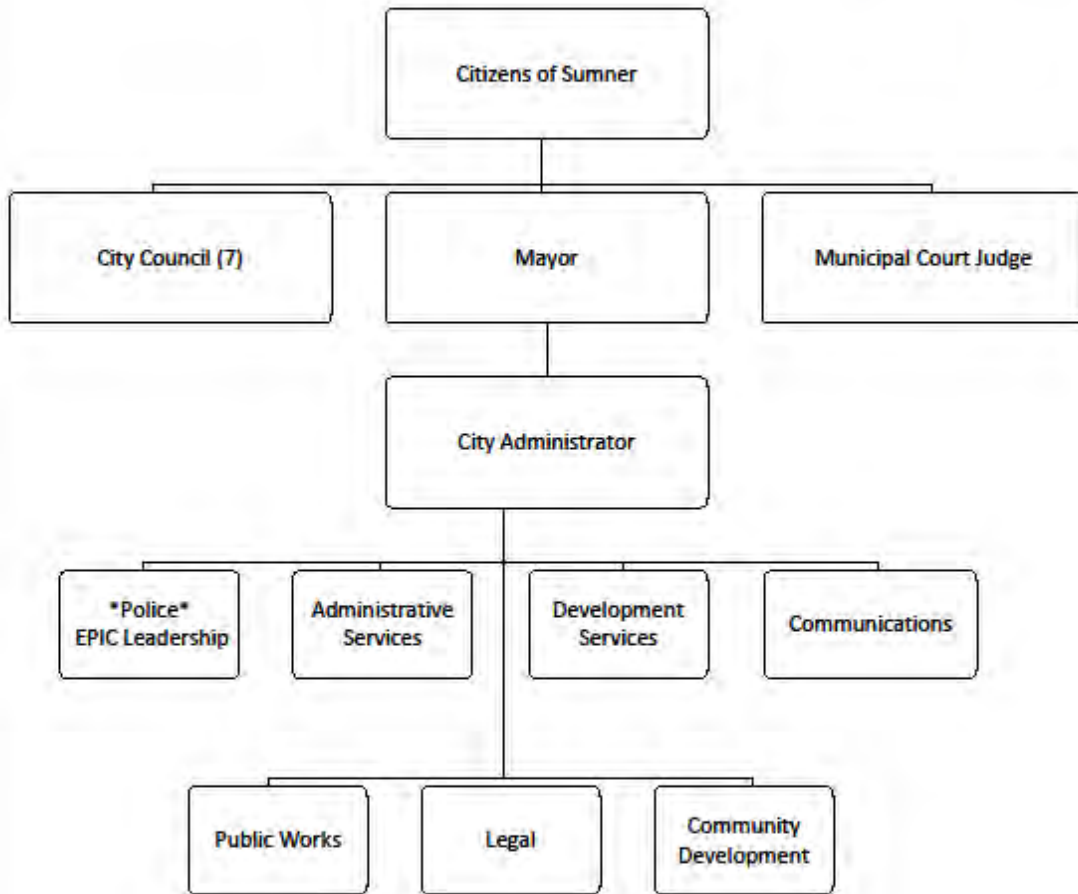 Citizens of Sumner
City Council (7)
Mayor
Municipal Court Judge
City Administrator
*Police*
EPIC Leadership
Administrative
Services
Development
Services
Communications
Public Works
Legal
Community
Development